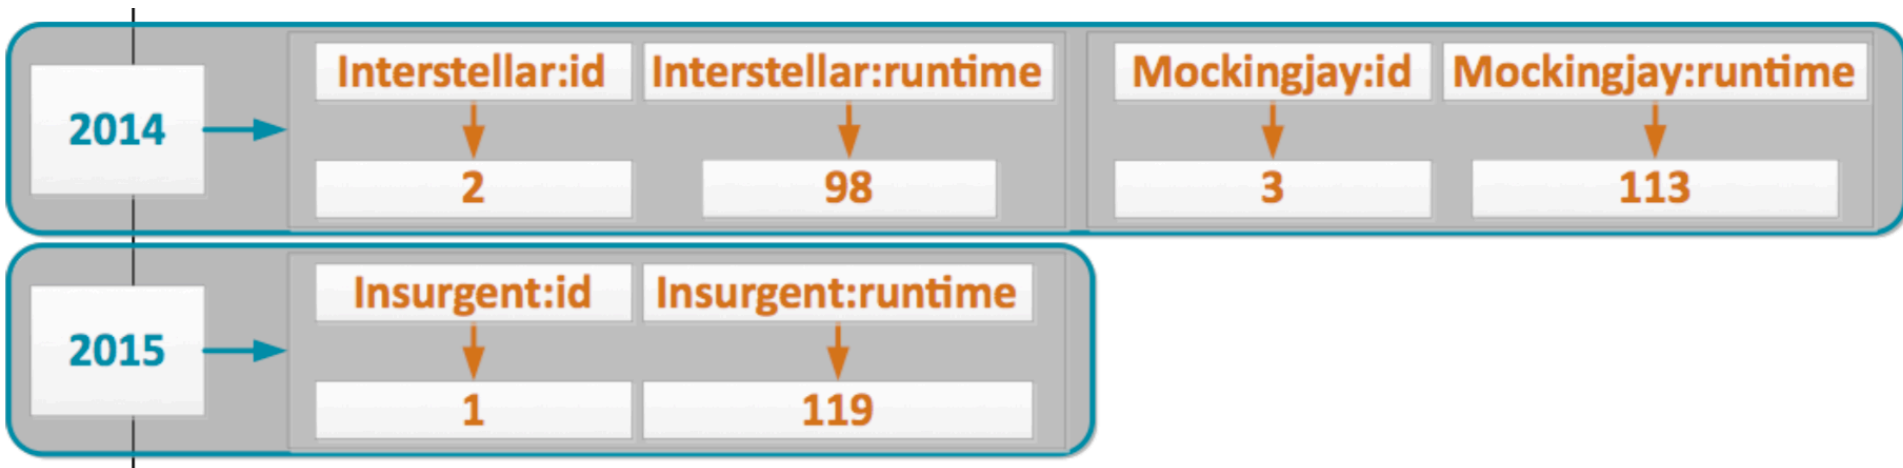 Interstellar:id Interstellar:runtime Mockingjay:id Mockingjay:runtime
2014
2 98 3 113
Insurgent:id Insurgent:runtime
2015
1 119